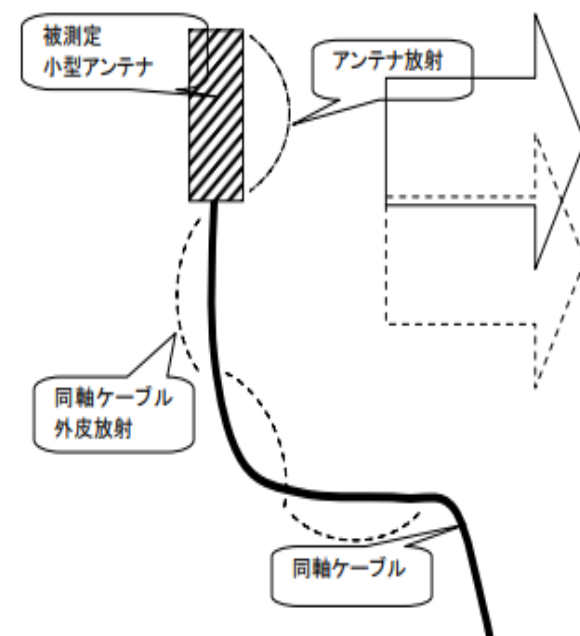 被測定
小型アンテナ
アンテナ放射
同軸ケーブル
外皮放射
同軸ケーブル